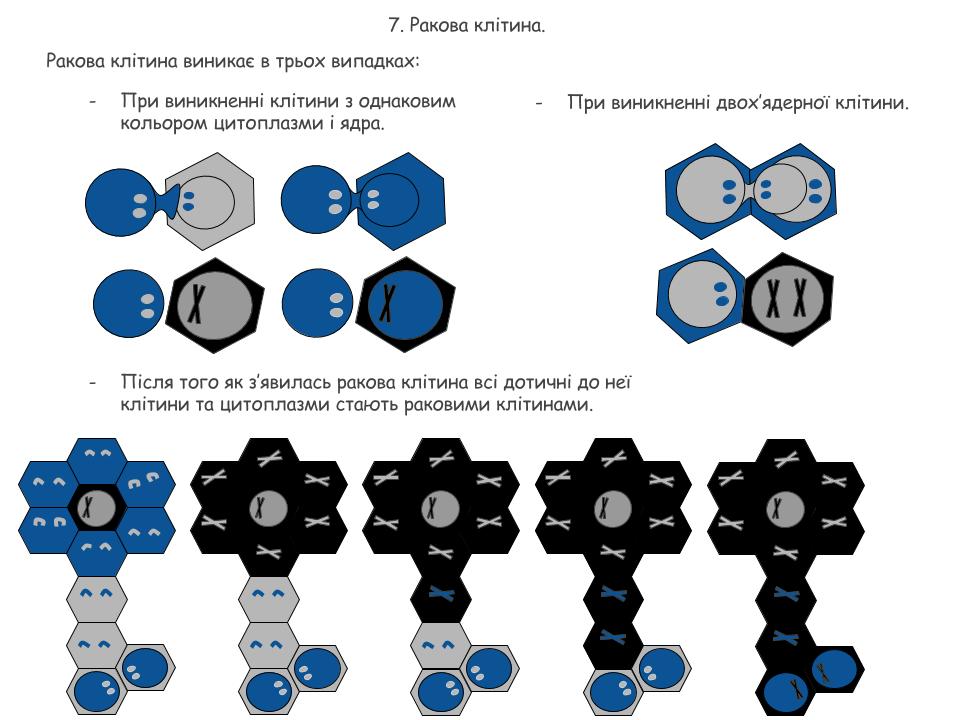 7. Ракова клітина.
Ракова клітина виникає в трьох випадках:
- При виникненні клітини з однаковим
кольором цитоплазми і ядра.
- При виникненні двох’ядерної клітини.
- Після того як з’явилась ракова клітина всі дотичні до неї
клітини та цитоплазми стають раковими клітинами.